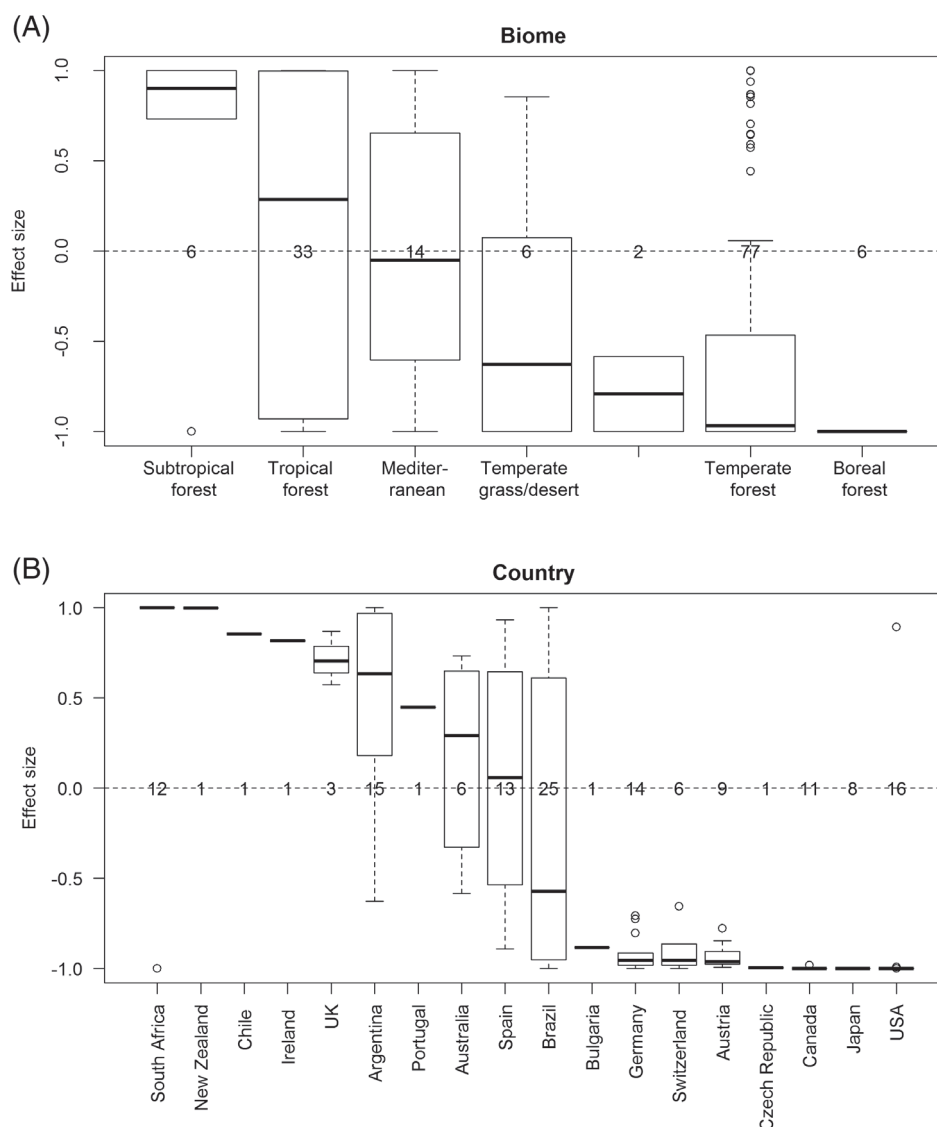 (A)
Biome
Effect size
1.0
0.5
0.0
-0.5
-1.0
6
33
14
6
2
77
6
Subtropical
forest
Tropical
forest
Mediter-
ranean
Temperate
grass/desert
Temperate
forest
Boreal
forest
(B)
Country
Effect size
1.0
0.5
0.0
-0.5
-1.0
12
1
1
1
3
15
1
6
13
25
1
14
6
9
1
11
8
16
South Africa
New Zealand
Chile
Ireland
UK
Argentina
Portugal
Australia
Spain
Brazil
Bulgaria
Germany
Switzerland
Austria
Czech Republic
Canada
Japan
USA